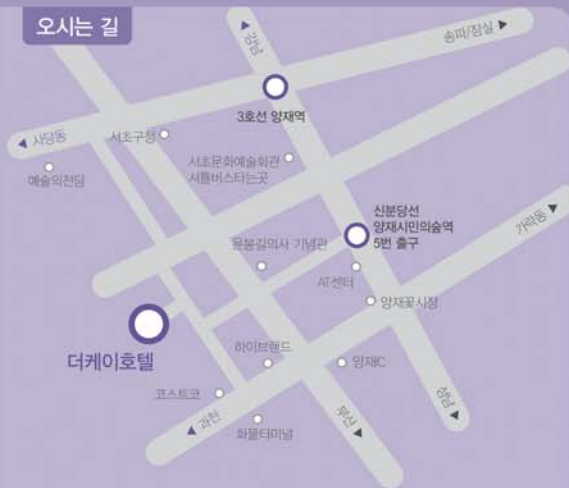 오시는 길
강남
송파/잠실
3호선 양재역
사당동
서초구청
예술의전당
서초문화예술회관
셔틀버스타는곳
신분당선
양재시민의숲역
5번 출구
가락동
윤봉길의사 기념관
AT센터
양재꽃시장
더케이호텔
하이브랜드
양재IC
코스트코
과천
화물터미널
부산
성남